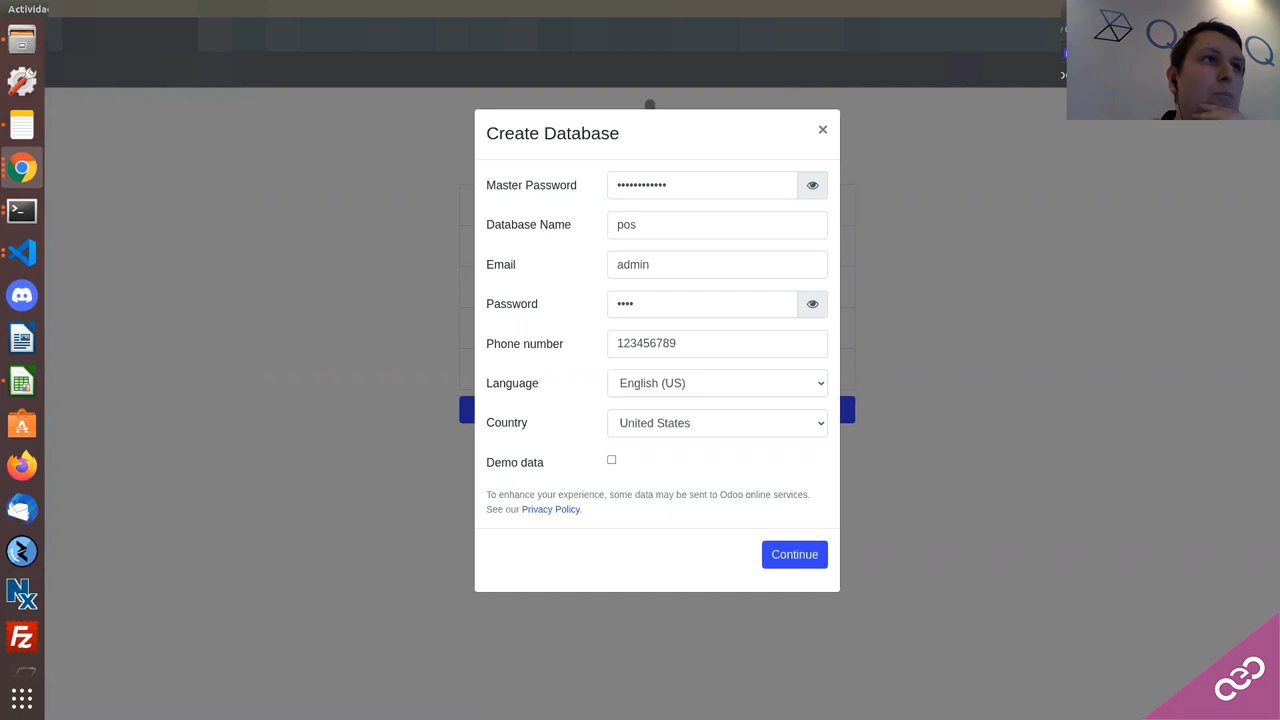 Activida
Create Database
×
Master Password
••••••••••••
Database Name
pos
Email
admin
Password
••••
Phone number
123456789
Language
English (US)
Country
United States
Demo data
To enhance your experience, some data may be sent to Odoo online services.
See our Privacy Policy.
Continue